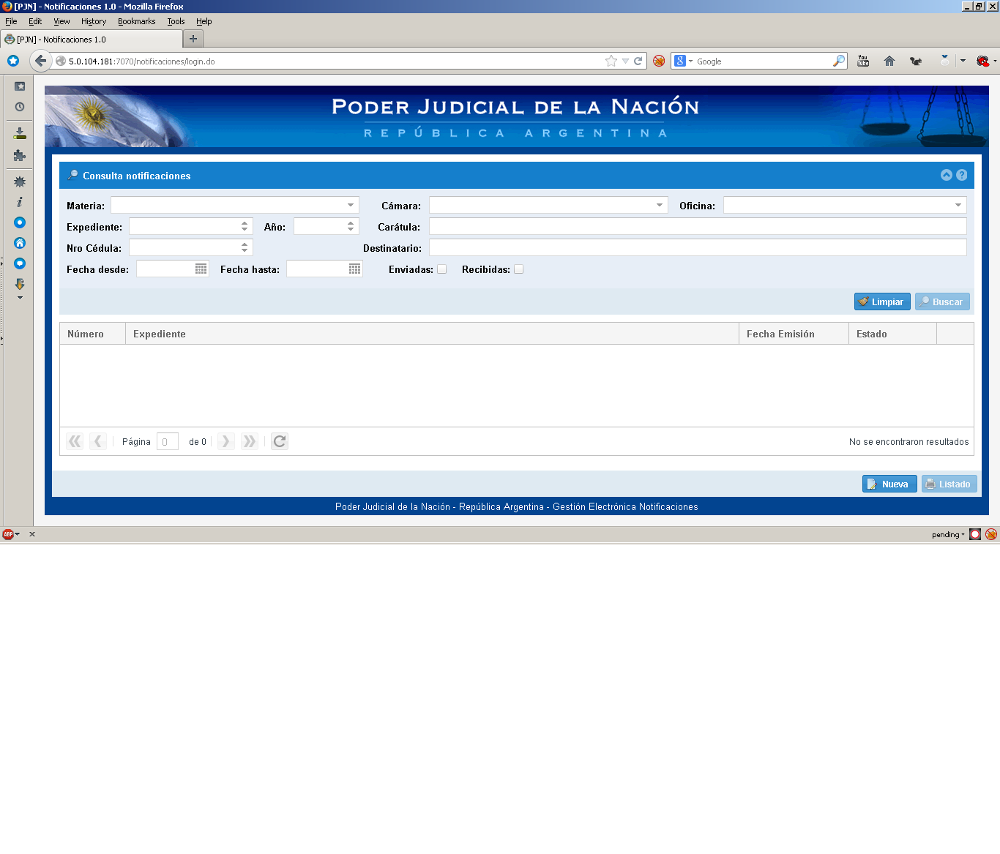 [PJN] - Notificaciones 1.0 - Mozilla Firefox
File Edit View History Bookmarks Tools Help
[PJN] - Notificaciones 1.0
5.0.104.181:7070/notificaciones/login.do
Google
You Tube
PODER JUDICIAL DE LA NACIÓN
REPÚBLICA ARGENTINA
Consulta notificaciones
Materia: Cámara: Oficina:
Expediente: Año: Carátula:
Nro Cédula: Destinatario:
Fecha desde: Fecha hasta: Enviadas: Recibidas:
Limpiar Buscar
Número Expediente Fecha Emisión Estado
Página 0 de 0 No se encontraron resultados
Nueva Listado
Poder Judicial de la Nación - República Argentina - Gestión Electrónica Notificaciones
ABP pending